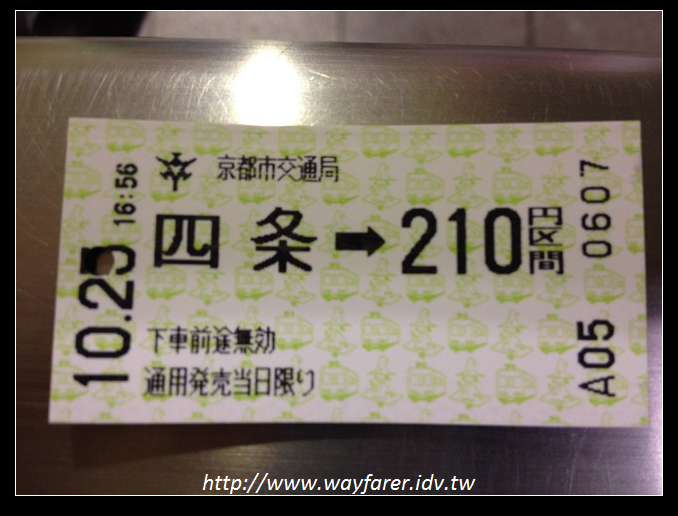 京都市交通局
四条➡210円区間
下車前途無効
通用発売当日限り
10.25 16:56
A05 0607
http://www.wayfarer.idv.tw